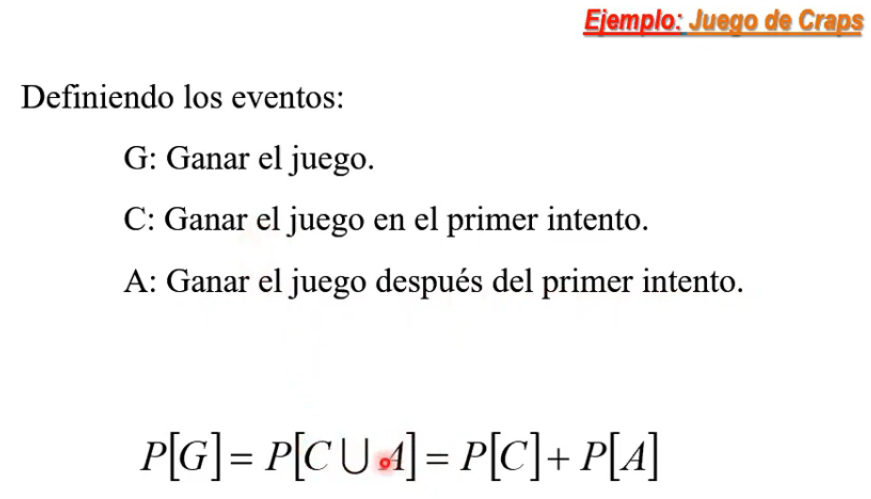 Ejemplo: Juego de Craps
Definiendo los eventos:
G: Ganar el juego.
C: Ganar el juego en el primer intento.
A: Ganar el juego después del primer intento.
P[G] = P[C ∪ A] = P[C] + P[A]